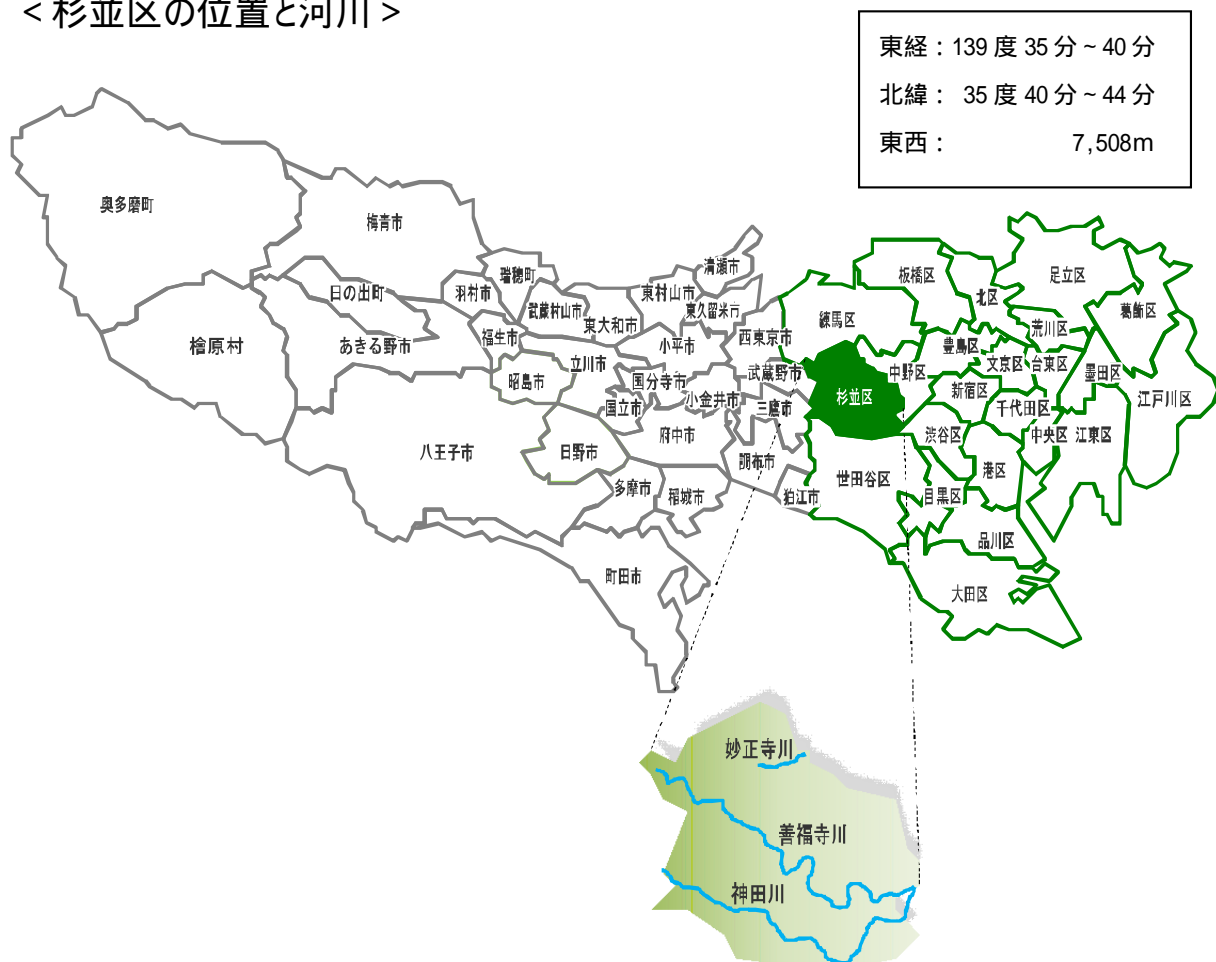 <杉並区の位置と河川>
東経：139 度 35 分 ~ 40 分
北緯： 35 度 40 分 ~ 44 分
東西： 7,508m
奥多摩町
梅青市
瑞穂町
清瀬市
羽村市
日の出町
武蔵村山市
東村山市
東久留米市
東大和市
檜原村
あきる野市
福生市
昭島市
立川市
小平市
西東京市
国分寺市
小金井市
武蔵野市
国立市
三鷹市
八王子市
日野市
府中市
調布市
多摩市
稲城市
狛江市
町田市
板橋区
北区
足立区
葛飾区
練馬区
豊島区
荒川区
文京区
台東区
中野区
墨田区
杉並区
新宿区
千代田区
江戸川区
渋谷区
中央区
江東区
港区
世田谷区
目黒区
品川区
大田区
妙正寺川
善福寺川
神田川